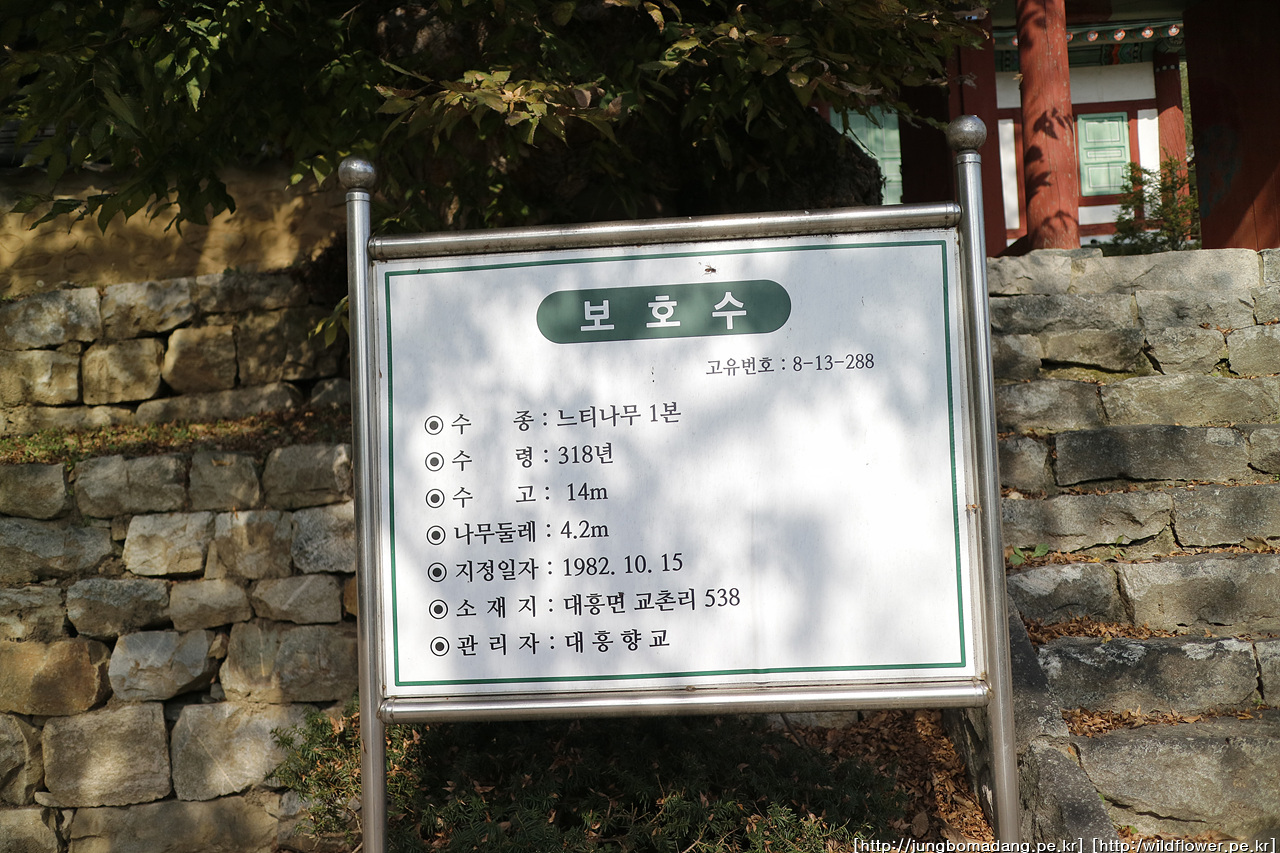 보호수
고유번호 : 8-13-288
◉ 수 종 : 느티나무 1본
◉ 수 령 : 318년
◉ 수 고 : 14m
◉ 나무둘레 : 4.2m
◉ 지정일자 : 1982. 10. 15
◉ 소 재 지 : 대흥면 교촌리 538
◉ 관 리 자 : 대 흥 향 교
[http://jungbomadang.pe.kr] [http://wildflower.pe.kr]